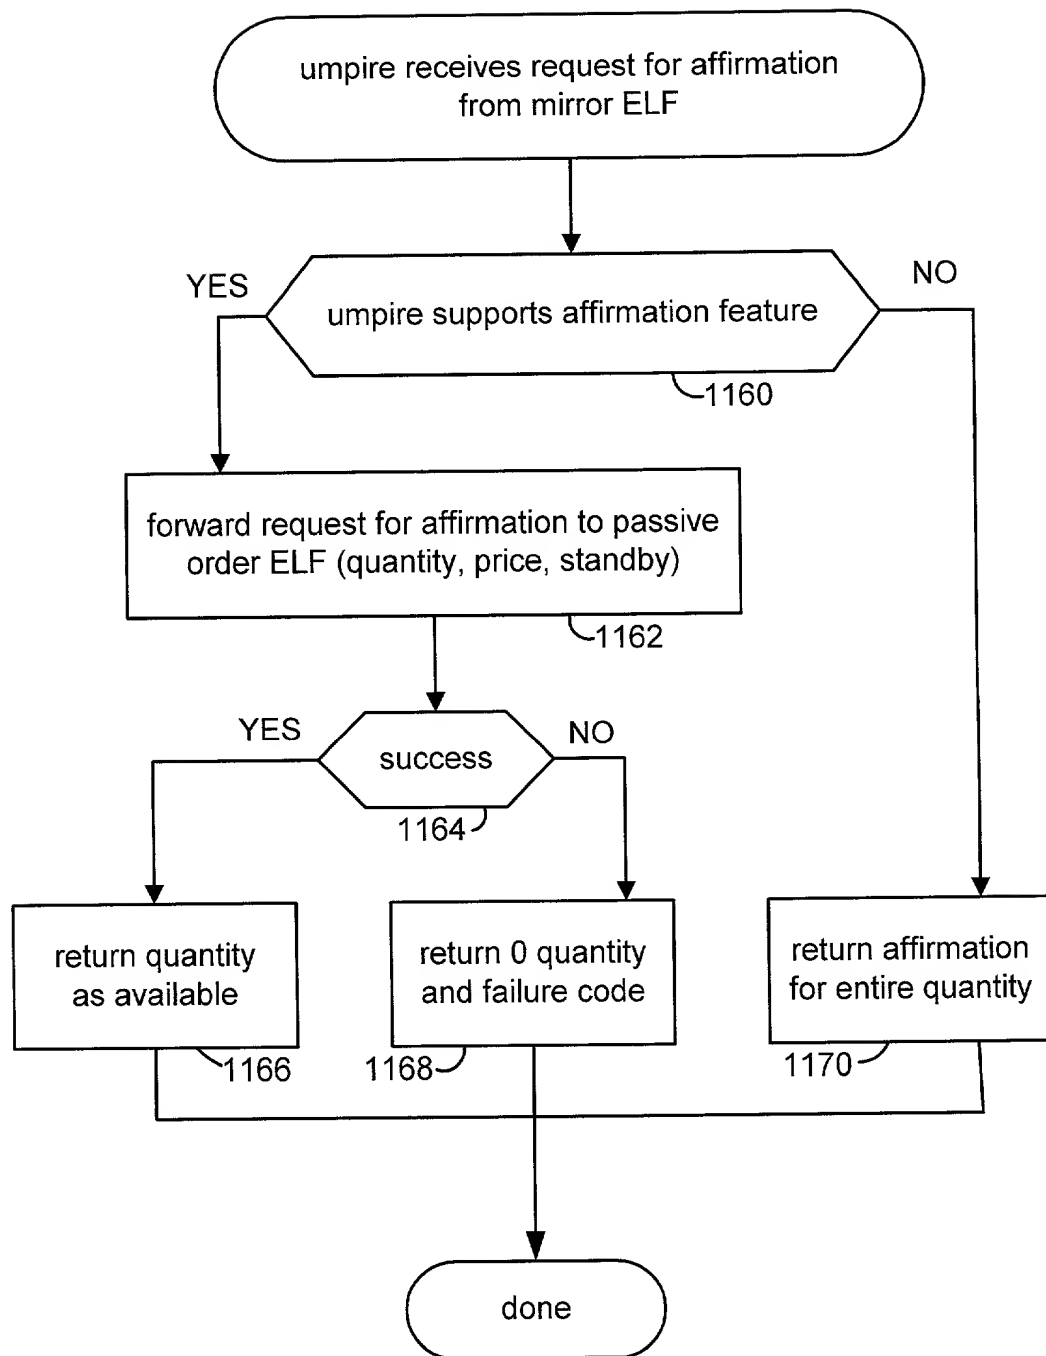 umpire receives request for affirmation
from mirror ELF
YES
NO
umpire supports affirmation feature
1160
forward request for affirmation to passive
order ELF (quantity, price, standby)
1162
YES
NO
success
1164
return quantity
as available
1166
return 0 quantity
and failure code
1168
return affirmation
for entire quantity
1170
done